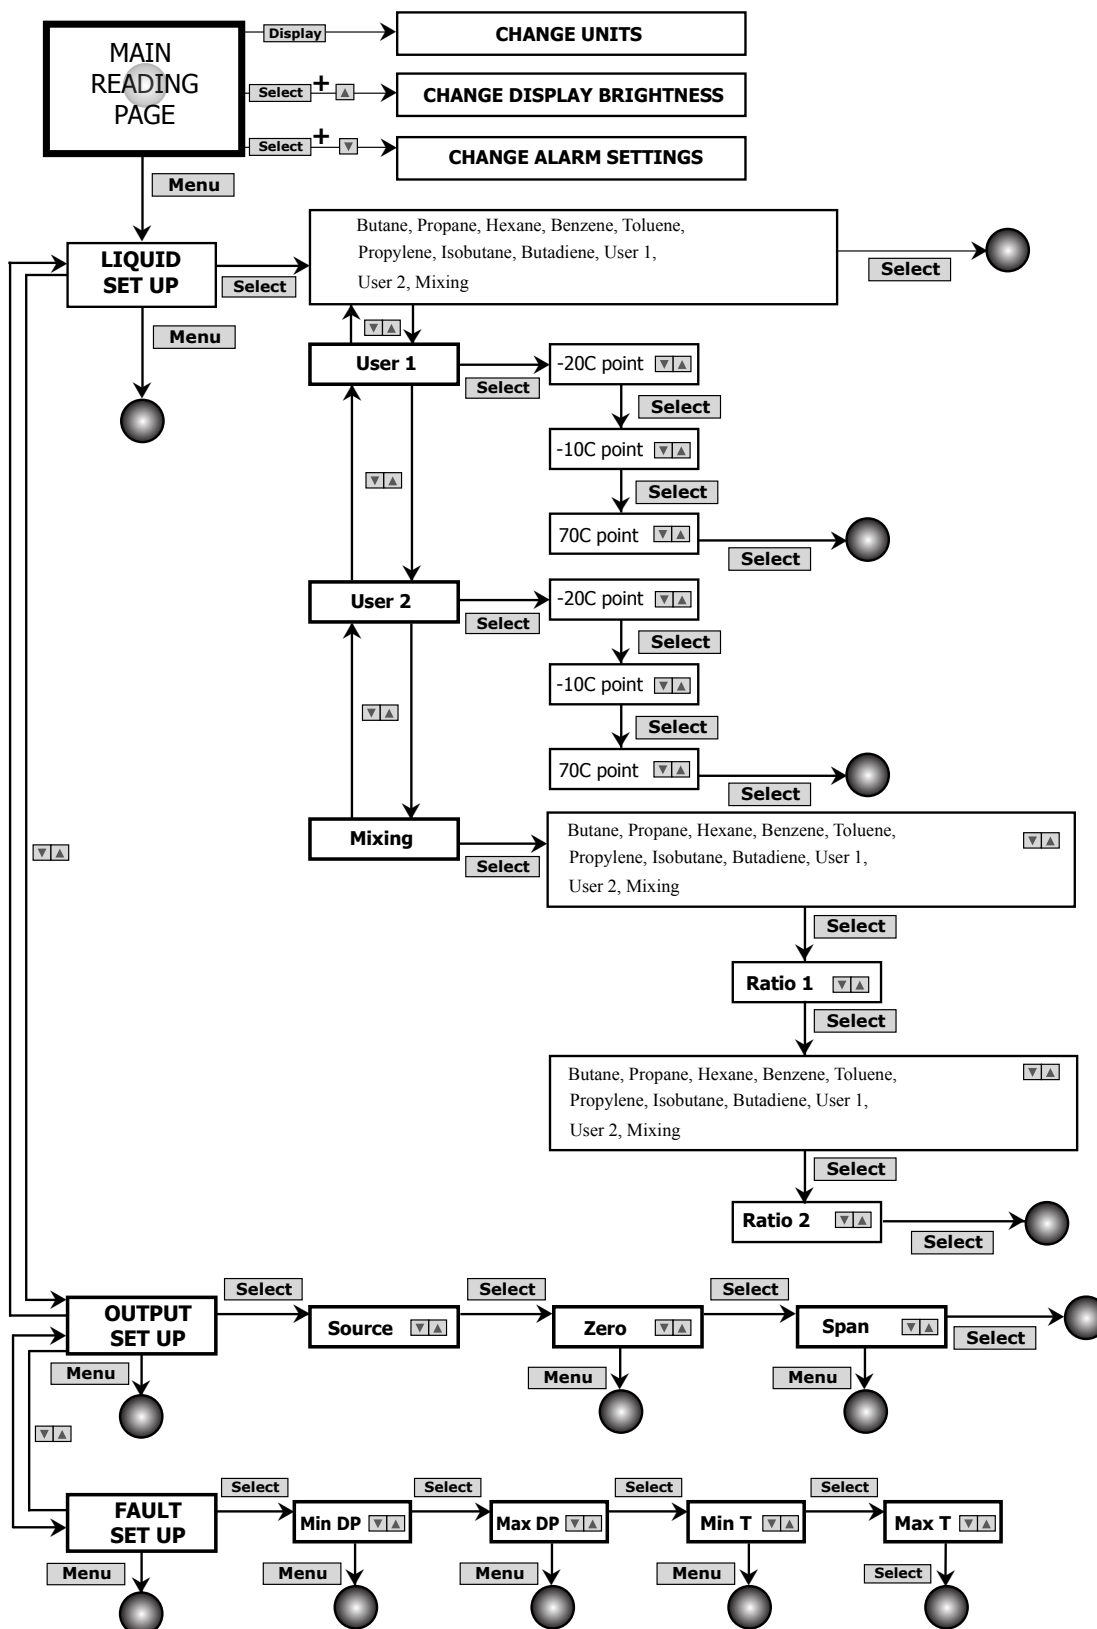 MAIN
READING
PAGE
Display
CHANGE UNITS
Select + ▲
CHANGE DISPLAY BRIGHTNESS
Select + ▼
CHANGE ALARM SETTINGS
Menu
LIQUID
SET UP
Select
Butane, Propane, Hexane, Benzene, Toluene,
Propylene, Isobutane, Butadiene, User 1,
User 2, Mixing
Select
Menu
▼▲
User 1
Select
-20C point ▼▲
Select
-10C point ▼▲
Select
70C point ▼▲
Select
▼▲
User 2
Select
-20C point ▼▲
Select
-10C point ▼▲
Select
70C point ▼▲
Select
▼▲
Mixing
Select
Butane, Propane, Hexane, Benzene, Toluene, ▼▲
Propylene, Isobutane, Butadiene, User 1,
User 2, Mixing
Select
Ratio 1 ▼▲
Select
Butane, Propane, Hexane, Benzene, Toluene, ▼▲
Propylene, Isobutane, Butadiene, User 1,
User 2, Mixing
Select
Ratio 2 ▼▲
Select
▼▲
OUTPUT
SET UP
Select
Source ▼▲
Select
Zero ▼▲
Select
Span ▼▲
Select
Menu
Menu
Menu
▼▲
FAULT
SET UP
Select
Min DP ▼▲
Select
Max DP ▼▲
Select
Min T ▼▲
Select
Max T ▼▲
Menu
Menu
Menu
Menu
Select